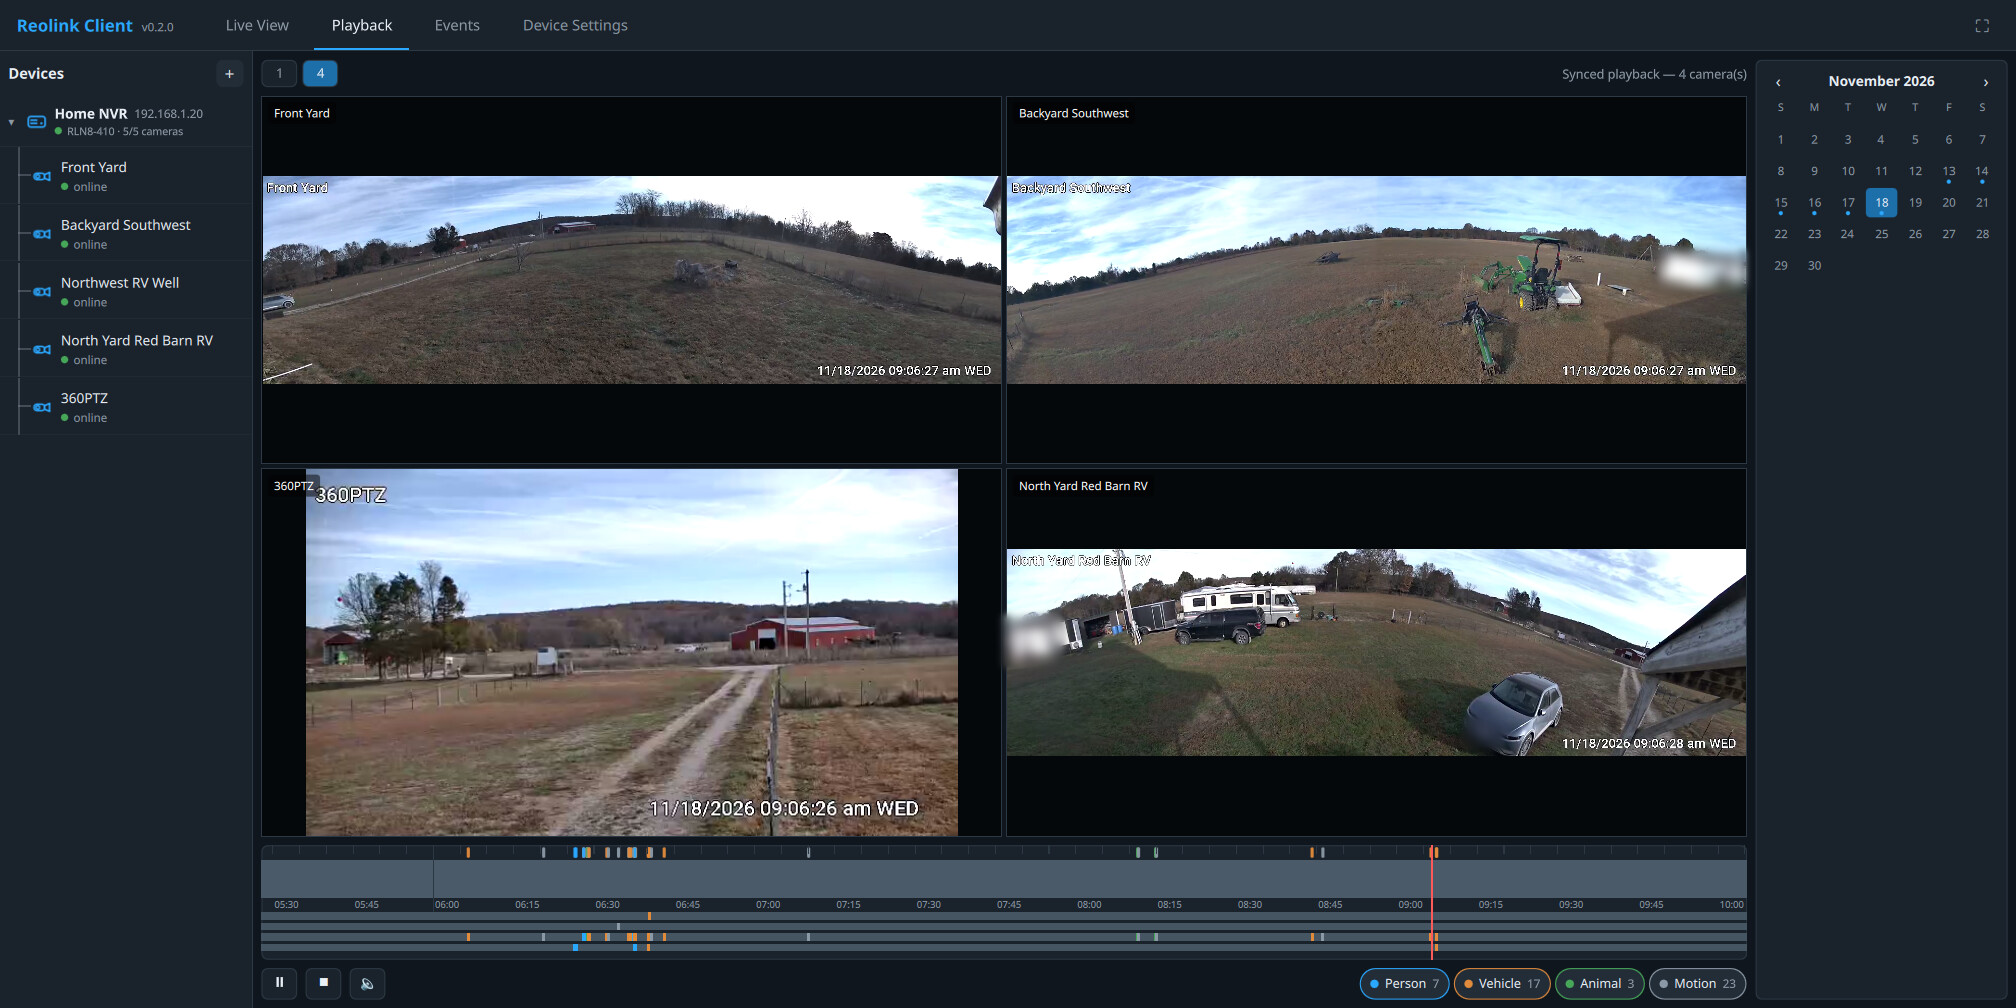 Reolink Client v0.2.0
Live View
Playback
Events
Device Settings
Devices
+
Home NVR 192.168.1.20
RLN8-410 · 5/5 cameras
Front Yard
online
Backyard Southwest
online
Northwest RV Well
online
North Yard Red Barn RV
online
360PTZ
online
1
4
Synced playback — 4 camera(s)
Front Yard
Front Yard
11/18/2026 09:06:27 am WED
Backyard Southwest
Backyard Southwest
11/18/2026 09:06:27 am WED
360PTZ
360PTZ
11/18/2026 09:06:26 am WED
North Yard Red Barn RV
North Yard Red Barn RV
11/18/2026 09:06:28 am WED
05:30 05:45 06:00 06:15 06:30 06:45 07:00 07:15 07:30 07:45 08:00 08:15 08:30 08:45 09:00 09:15 09:30 09:45 10:00
Person 7
Vehicle 17
Animal 3
Motion 23
‹ November 2026 ›
S M T W T F S
1 2 3 4 5 6 7
8 9 10 11 12 13 14
15 16 17 18 19 20 21
22 23 24 25 26 27 28
29 30